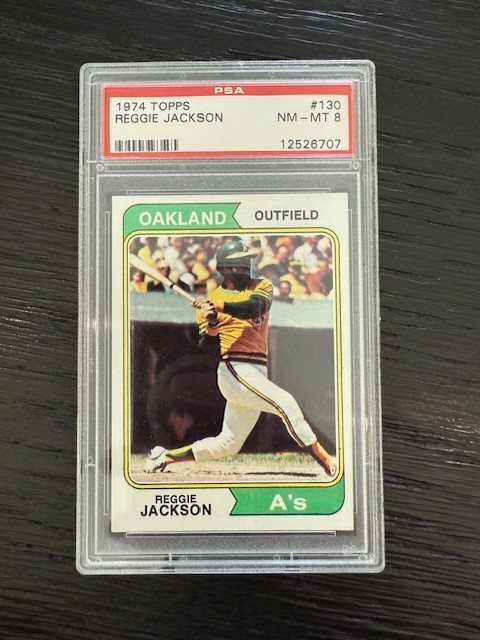 PSA
1974 TOPPS #130
REGGIE JACKSON NM-MT 8
12526707
OAKLAND OUTFIELD
REGGIE
JACKSON A's